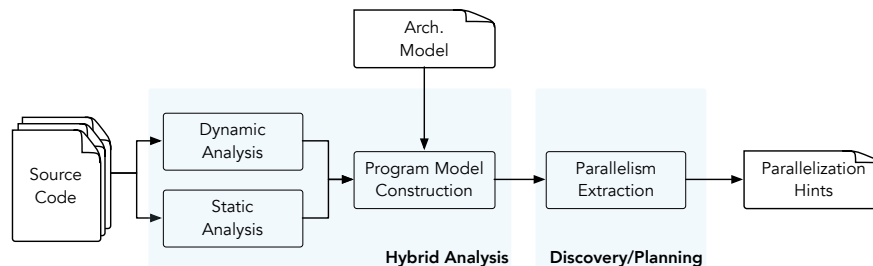 Arch.
Model
Source
Code
Dynamic
Analysis
Static
Analysis
Program Model
Construction
Parallelism
Extraction
Parallelization
Hints
Hybrid Analysis
Discovery/Planning